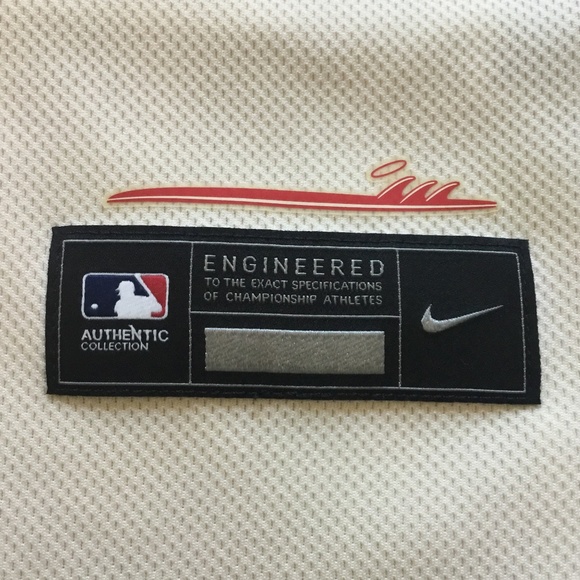 ENGINEERED
TO THE EXACT SPECIFICATIONS
OF CHAMPIONSHIP ATHLETES
AUTHENTIC
COLLECTION